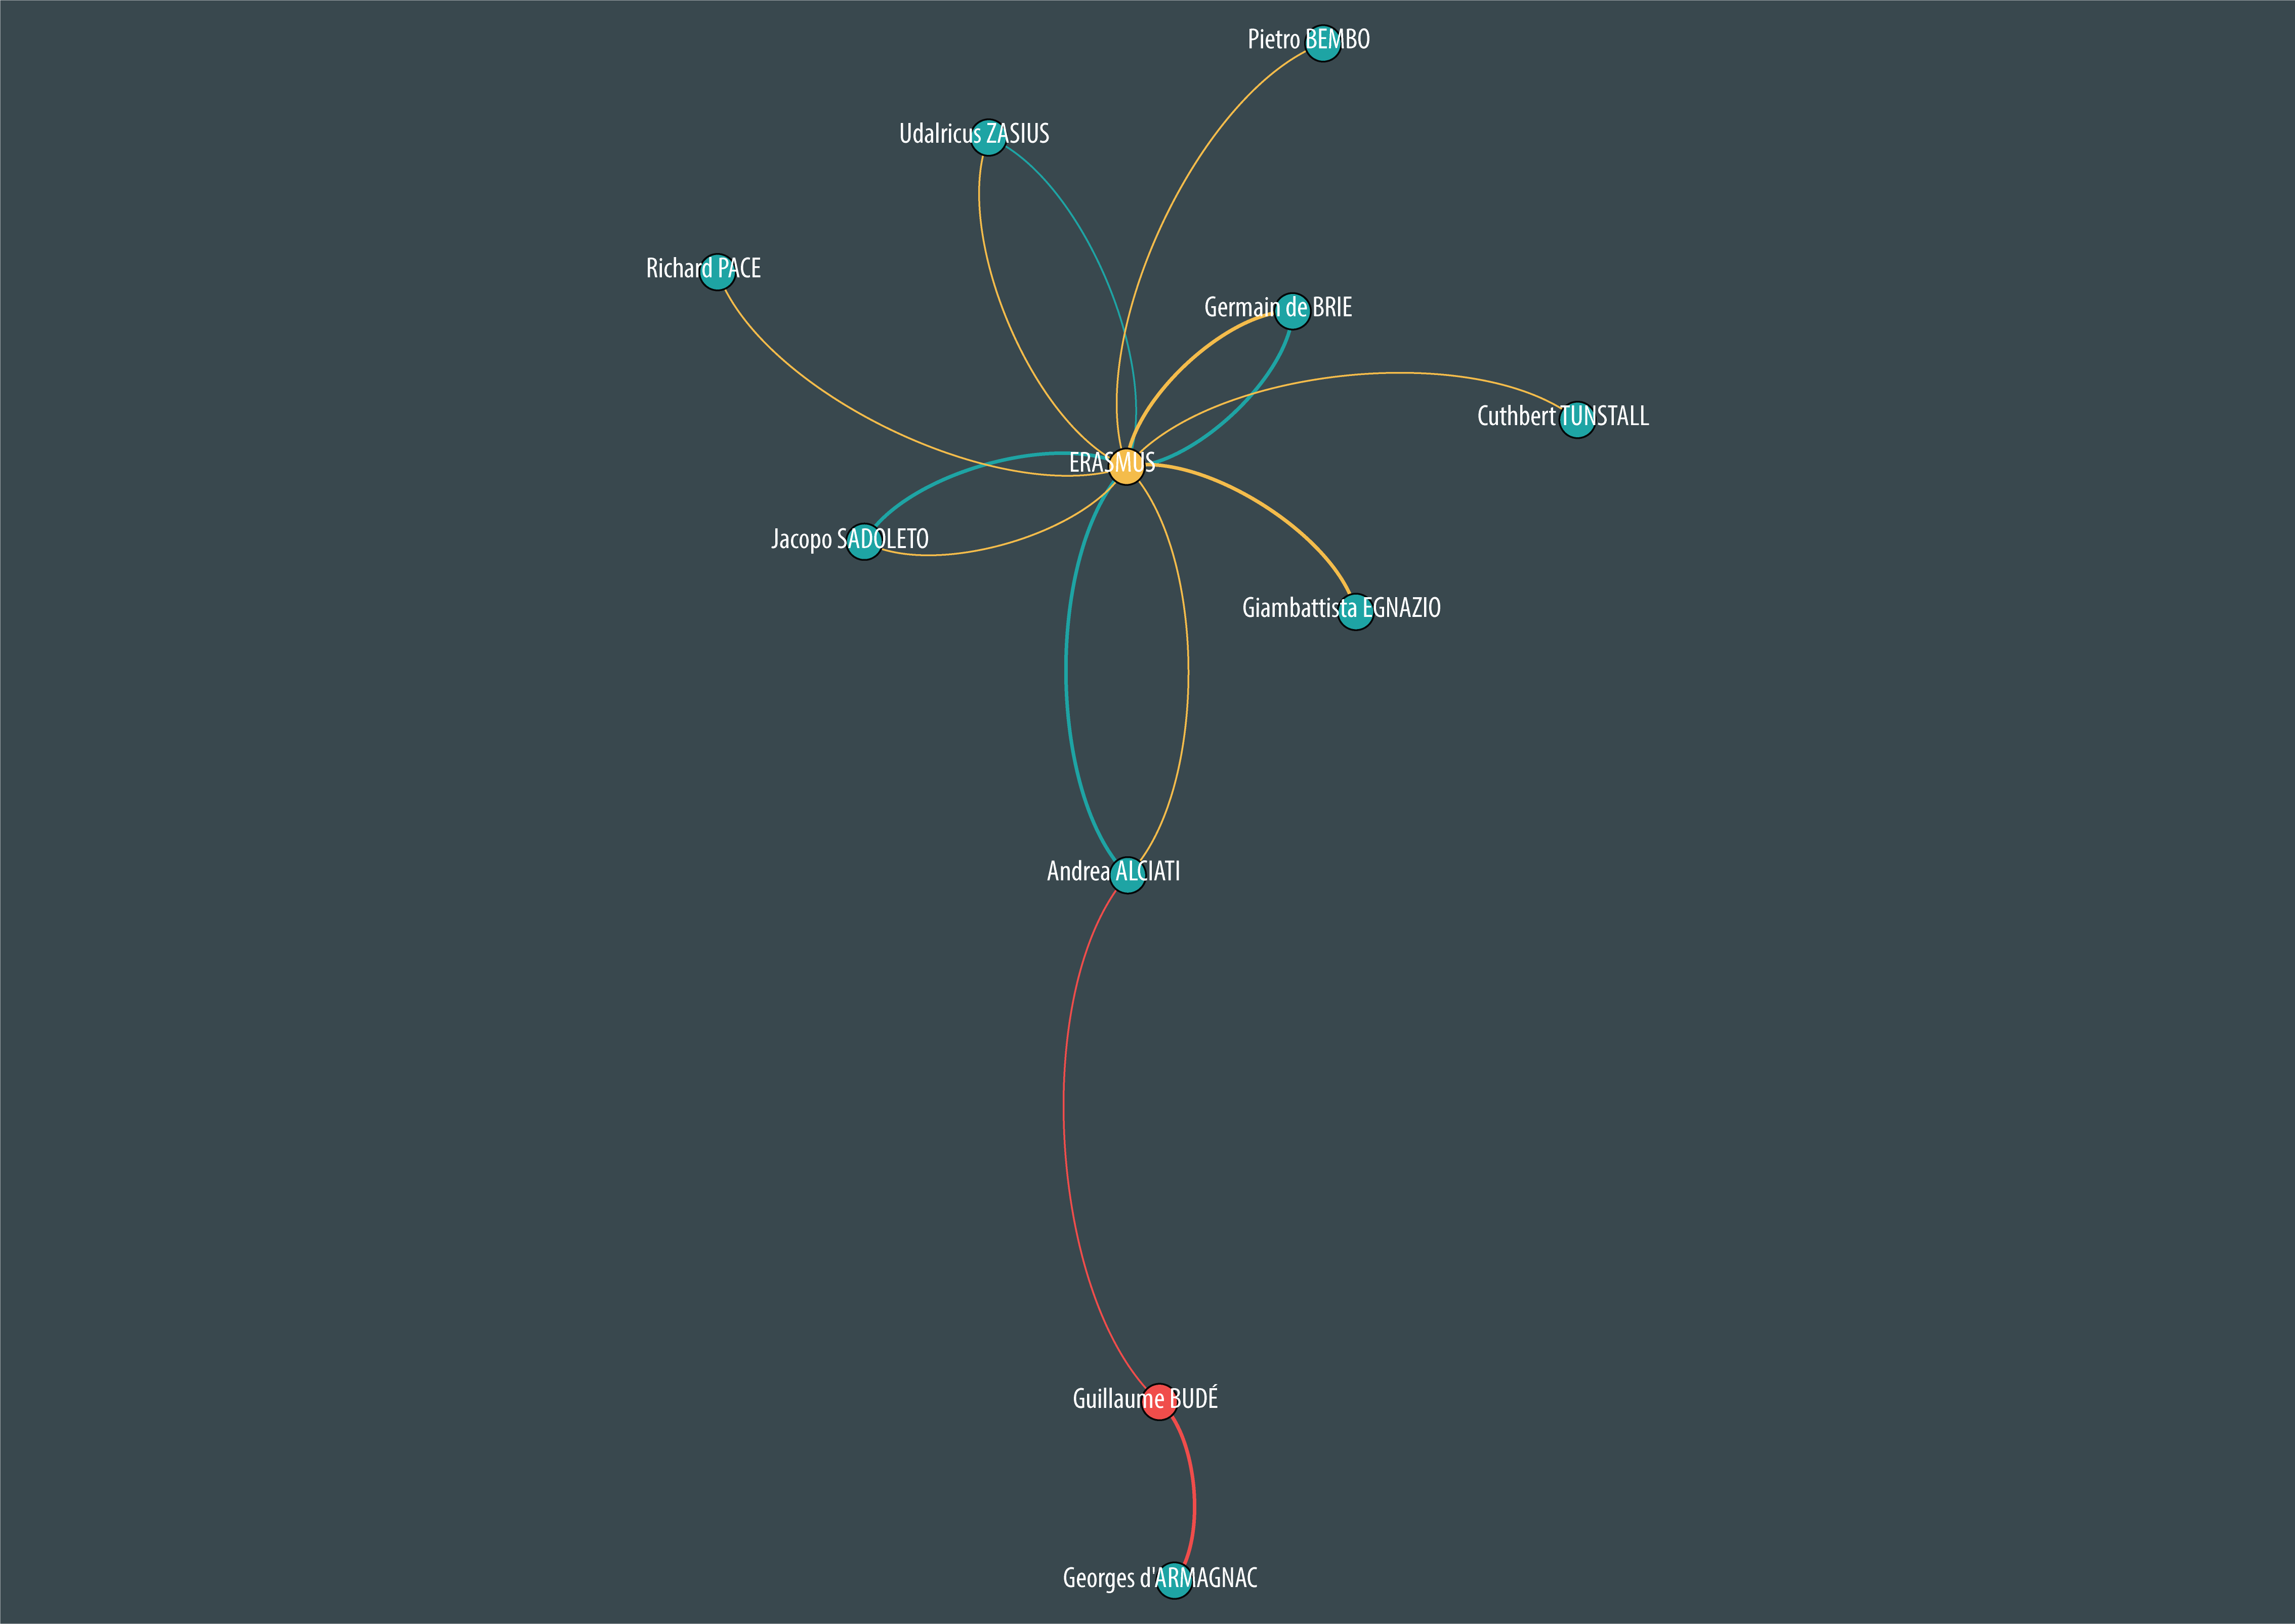 Pietro BEMBO
Udalricus ZASIUS
Richard PACE
Germain de BRIE
Cuthbert TUNSTALL
ERASMUS
Jacopo SADOLETO
Giambattista EGNAZIO
Andrea ALCIATI
Guillaume BUDÉ
Georges d'ARMAGNAC